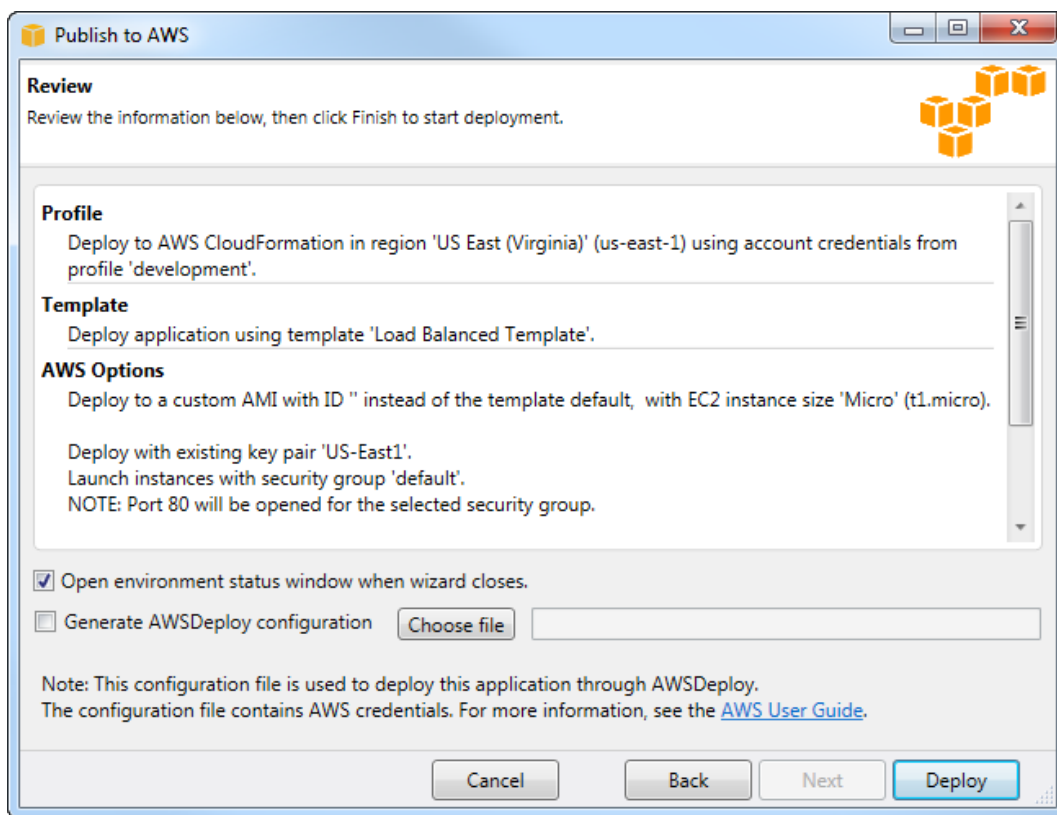 Publish to AWS
Review
Review the information below, then click Finish to start deployment.
Profile
Deploy to AWS CloudFormation in region 'US East (Virginia)' (us-east-1) using account credentials from
profile 'development'.
Template
Deploy application using template 'Load Balanced Template'.
AWS Options
Deploy to a custom AMI with ID '' instead of the template default,  with EC2 instance size 'Micro' (t1.micro).
Deploy with existing key pair 'US-East1'.
Launch instances with security group 'default'.
NOTE: Port 80 will be opened for the selected security group.
Open environment status window when wizard closes.
Generate AWSDeploy configuration Choose file
Note: This configuration file is used to deploy this application through AWSDeploy.
The configuration file contains AWS credentials. For more information, see the AWS User Guide.
Cancel Back Next Deploy